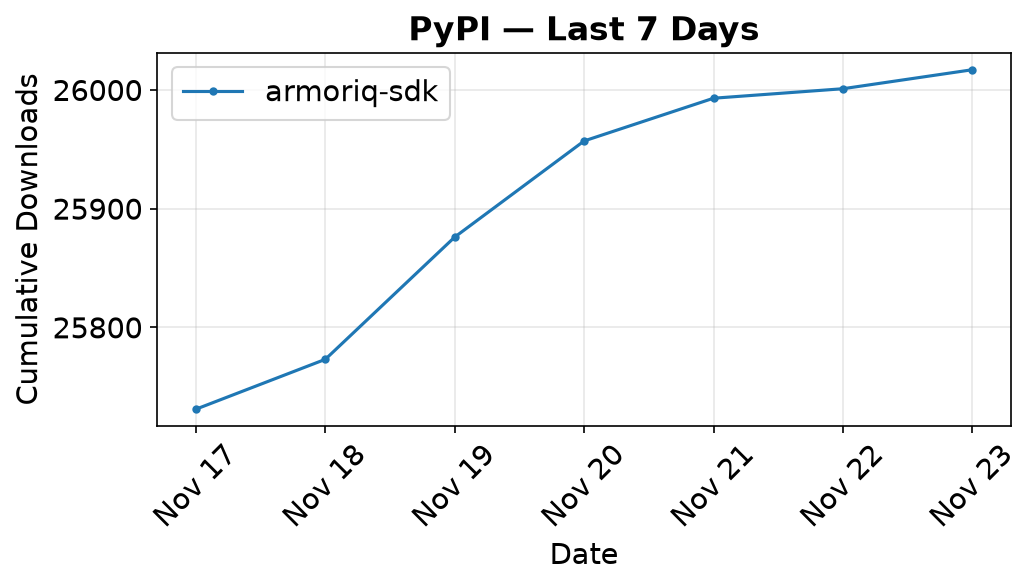 PyPI — Last 7 Days
armoriq-sdk
Cumulative Downloads
26000
25900
25800
Nov 17
Nov 18
Nov 19
Nov 20
Nov 21
Nov 22
Nov 23
Date